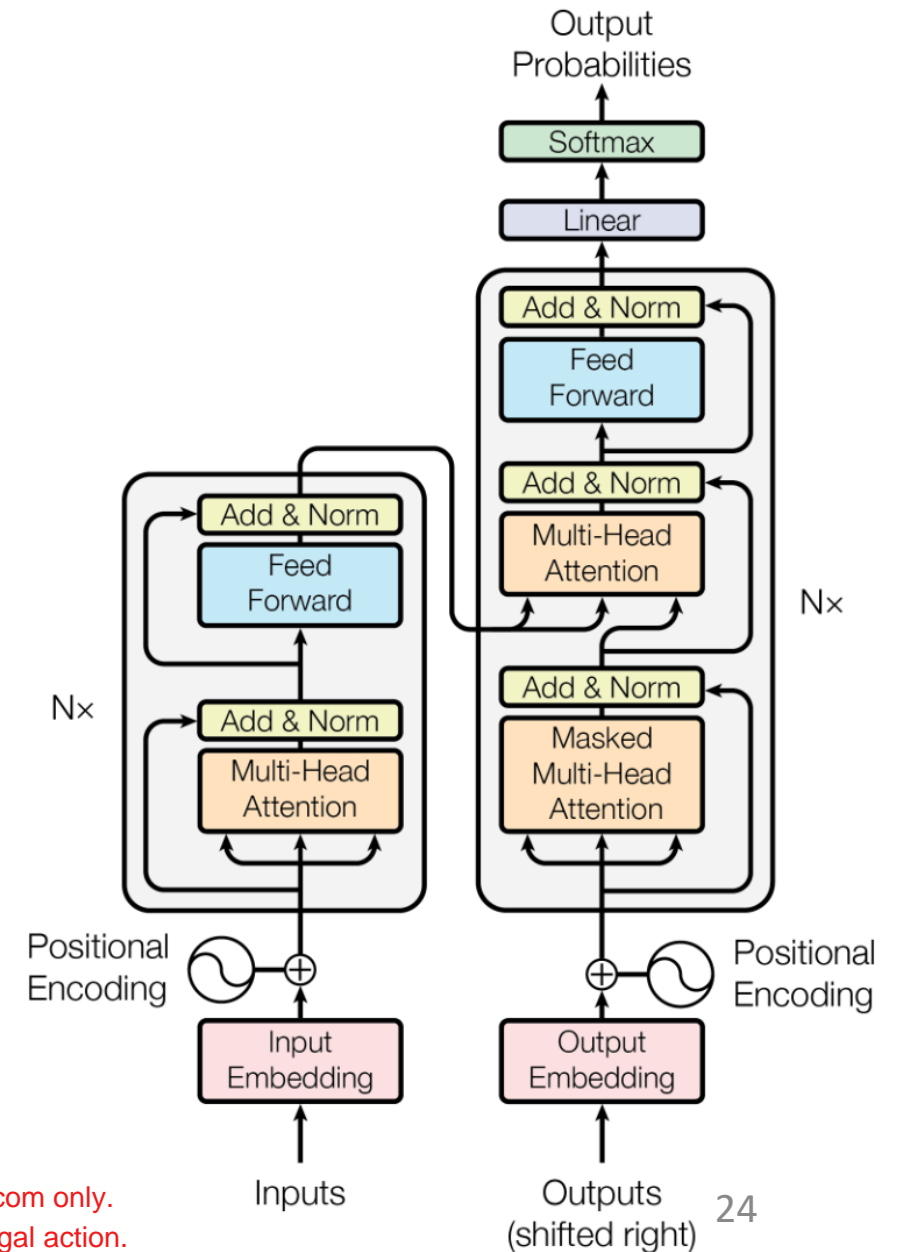 Output
Probabilities
Softmax
Linear
Add & Norm
Feed
Forward
Add & Norm
Multi-Head
Attention
Add & Norm
Masked
Multi-Head
Attention
Nx
Add & Norm
Feed
Forward
Add & Norm
Multi-Head
Attention
Nx
Positional
Encoding
Positional
Encoding
Input
Embedding
Output
Embedding
Inputs
Outputs
(shifted right)
24
com only.
gal action.